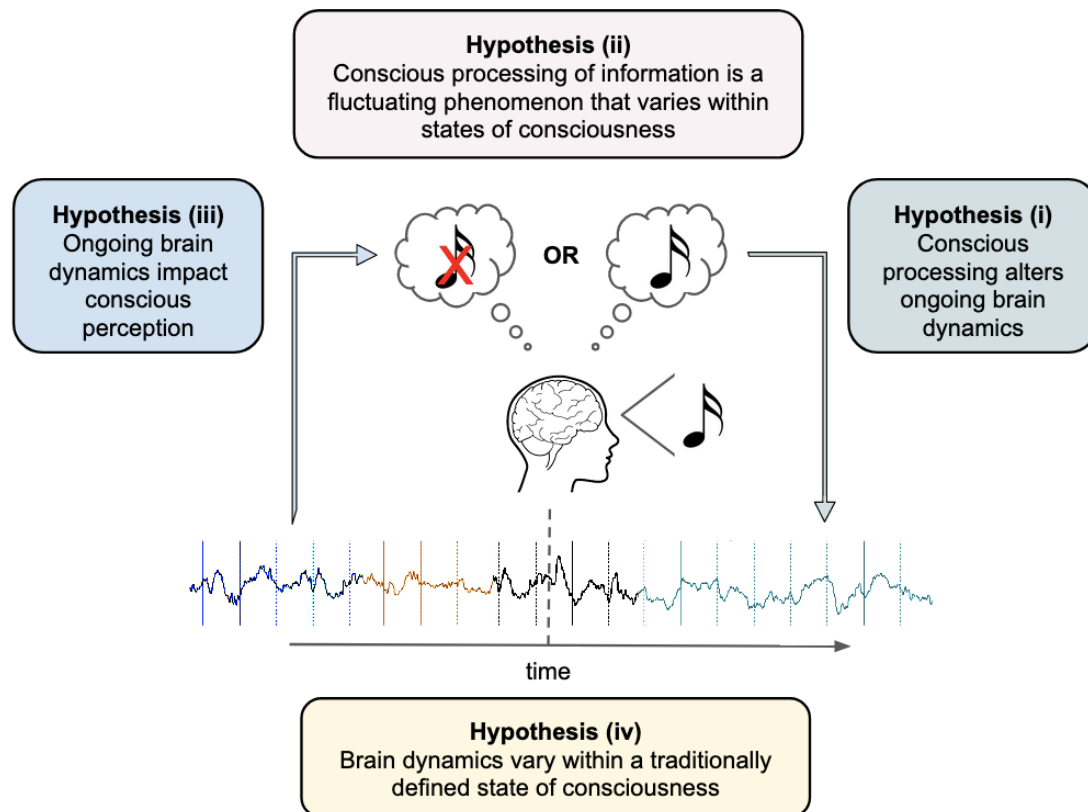 Hypothesis (ii)
Conscious processing of information is a
fluctuating phenomenon that varies within
states of consciousness
Hypothesis (iii)
Ongoing brain
dynamics impact
conscious
perception
OR
Hypothesis (i)
Conscious
processing alters
ongoing brain
dynamics
time
Hypothesis (iv)
Brain dynamics vary within a traditionally
defined state of consciousness